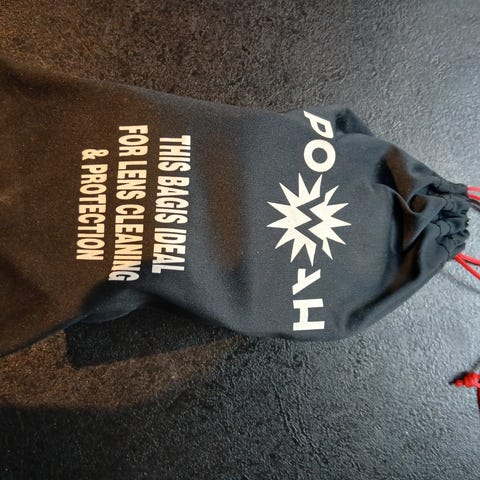 THIS BAGIS IDEAL
FOR LENS CLEANING
& PROTECTION